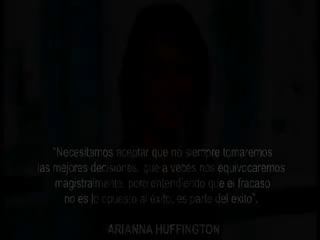 "Necesitamos aceptar que no siempre tomaremos
las mejores decisiones, que a veces nos equivocaremos
magistralmente, pero entendiendo que el fracaso
no es lo opuesto al éxito, es parte del exito".
ARIANNA HUFFINGTON